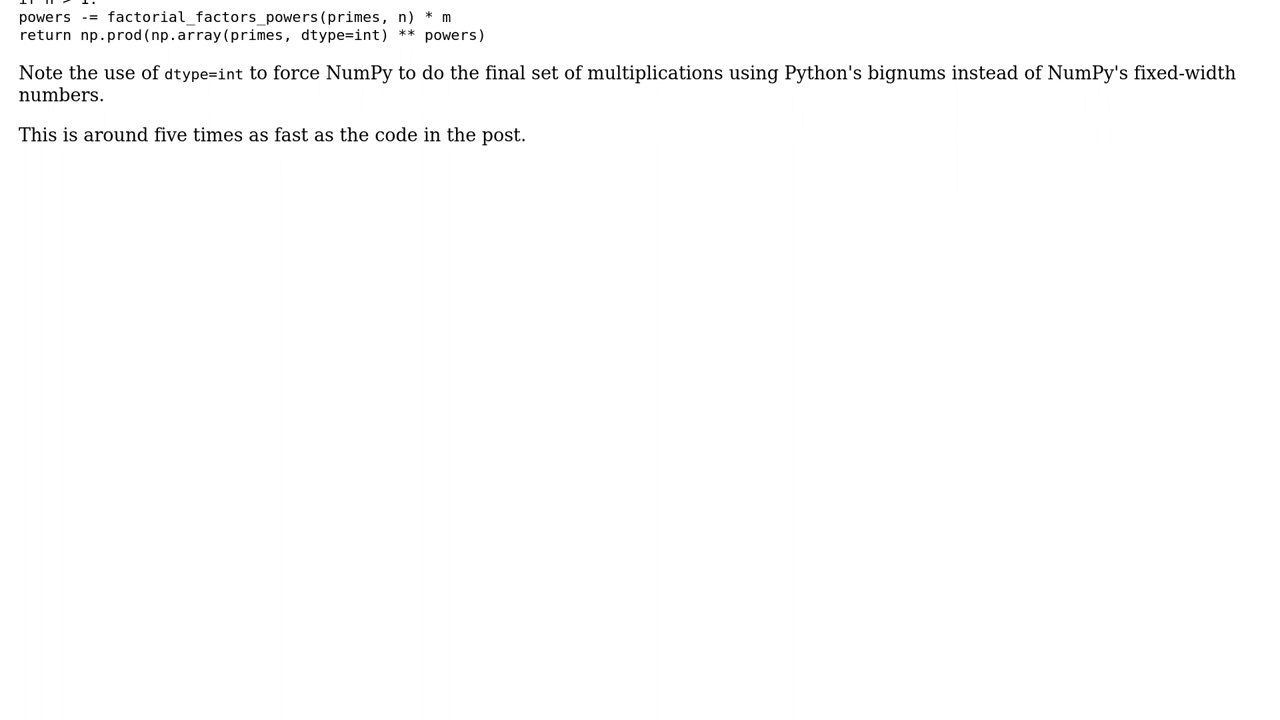 if n > 1:
powers -= factorial_factors_powers(primes, n) * m
return np.prod(np.array(primes, dtype=int) ** powers)
Note the use of dtype=int to force NumPy to do the final set of multiplications using Python's bignums instead of NumPy's fixed-width
numbers.
This is around five times as fast as the code in the post.